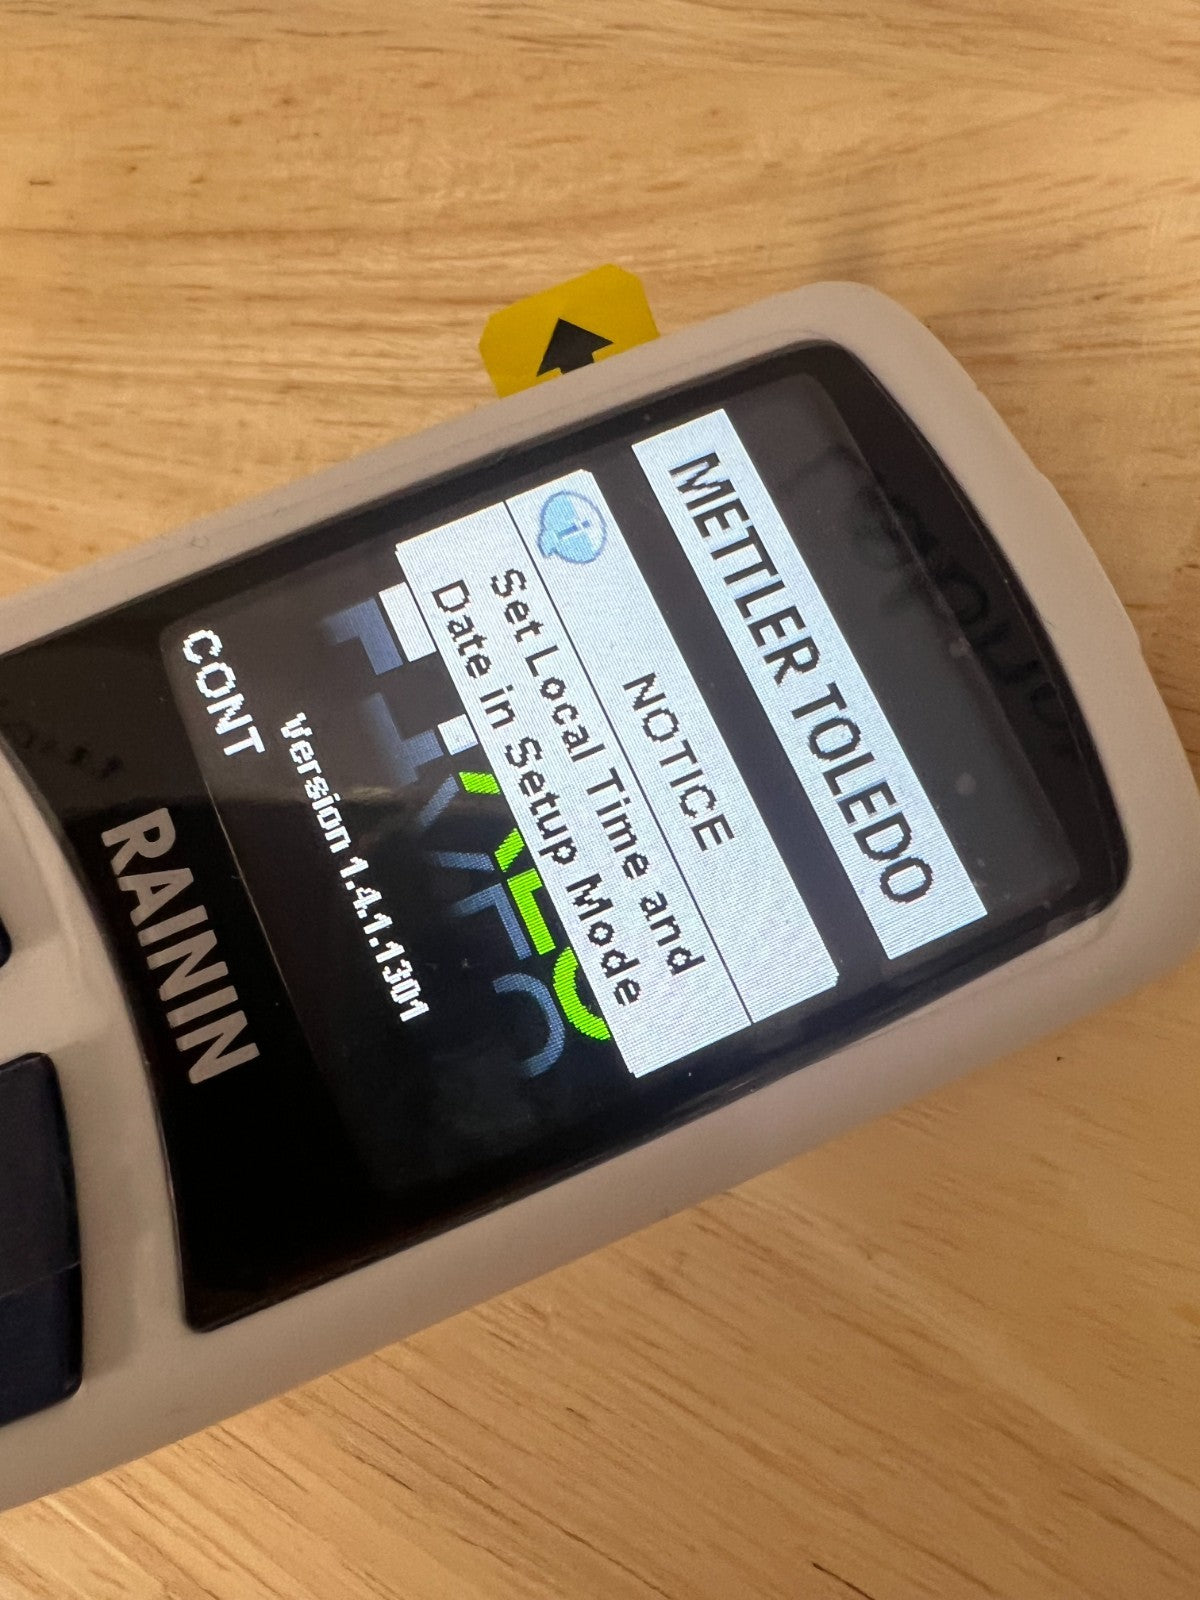 METTLER TOLEDO
NOTICE
Set Local Time and
Date in Setup Mode
Version 1.4.1.1301
CONT
RAININ